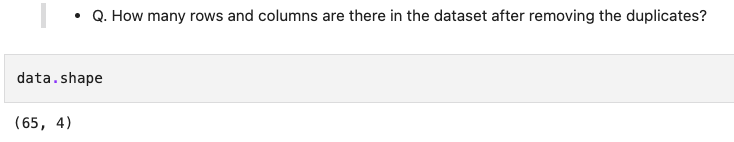 • Q. How many rows and columns are there in the dataset after removing the duplicates?
data.shape
(65, 4)